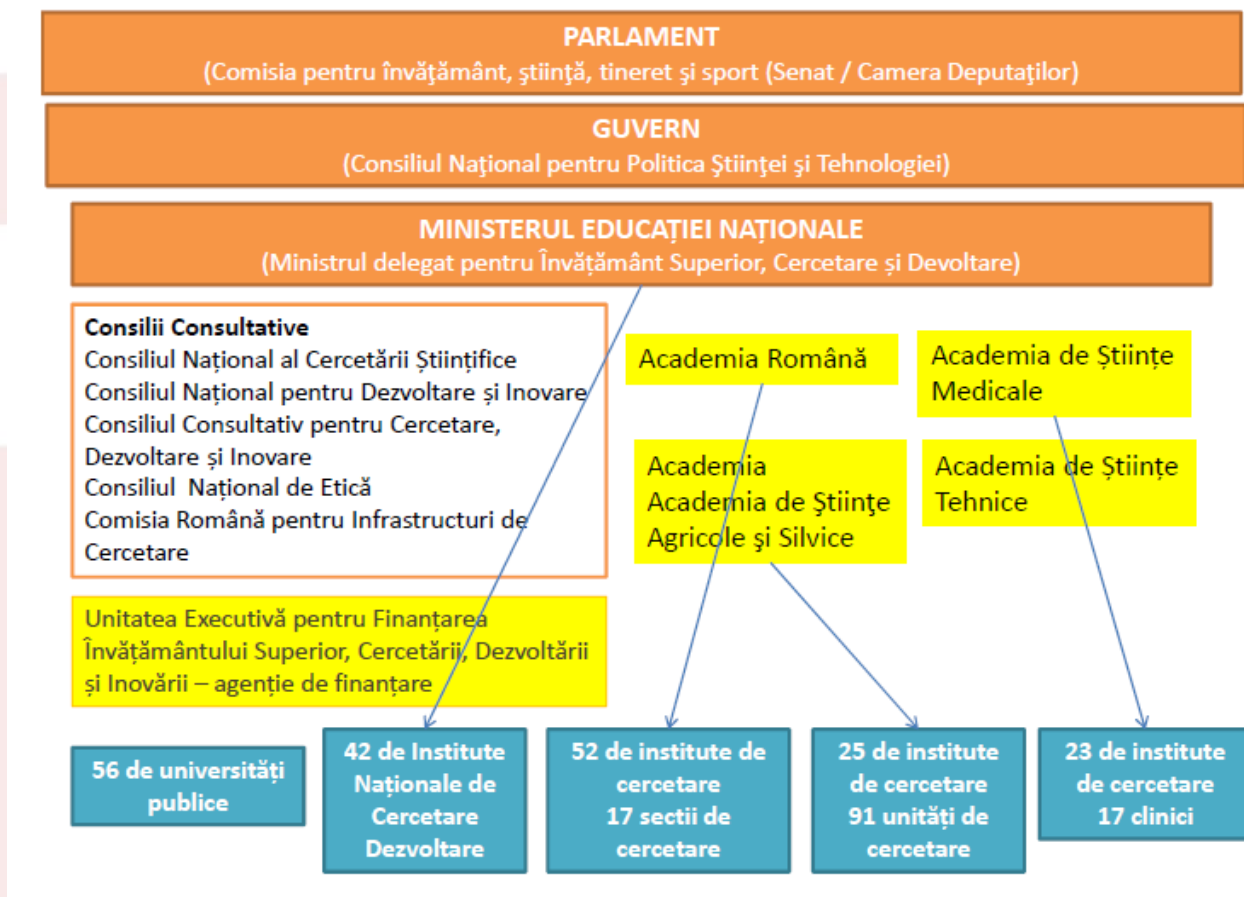 PARLAMENT
(Comisia pentru învăţământ, ştiinţă, tineret şi sport (Senat / Camera Deputaţilor)
GUVERN
(Consiliul Naţional pentru Politica Ştiinţei şi Tehnologiei)
MINISTERUL EDUCAȚIEI NAȚIONALE
(Ministrul delegat pentru Învățământ Superior, Cercetare și Devoltare)
Consilii Consultative
Consiliul Național al Cercetării Științifice
Consiliul Național pentru Dezvoltare și Inovare
Consiliul Consultativ pentru Cercetare,
Dezvoltare și Inovare
Consiliul Național de Etică
Comisia Română pentru Infrastructuri de
Cercetare
Academia Română
Academia de Științe
Medicale
Academia
Academia de Ştiinţe
Agricole şi Silvice
Academia de Științe
Tehnice
Unitatea Executivă pentru Finanțarea
Învățământului Superior, Cercetării, Dezvoltării
și Inovării – agenție de finanțare
56 de universități
publice
42 de Institute
Naționale de
Cercetare
Dezvoltare
52 de institute de
cercetare
17 sectii de
cercetare
25 de institute
de cercetare
91 unități de
cercetare
23 de institute
de cercetare
17 clinici